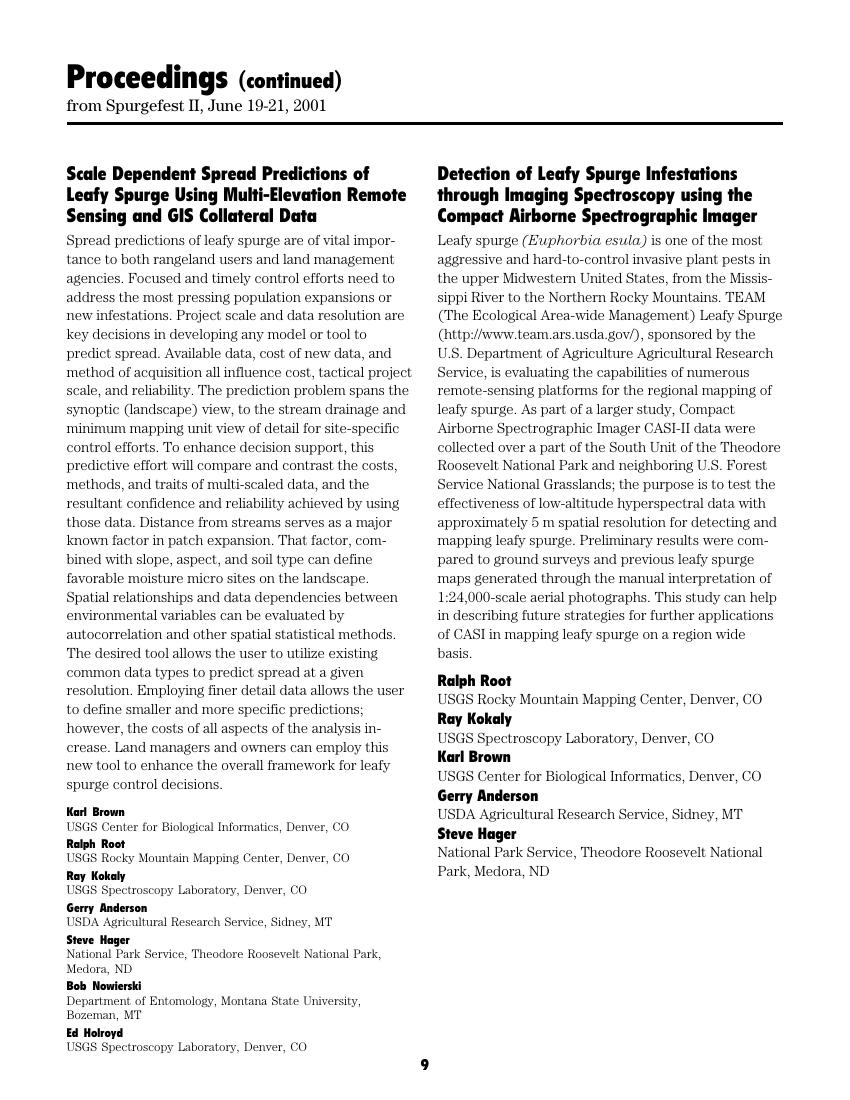 Proceedings (continued)
from Spurgefest II, June 19-21, 2001
Scale Dependent Spread Predictions of
Leafy Spurge Using Multi-Elevation Remote
Sensing and GIS Collateral Data
Spread predictions of leafy spurge are of vital impor-
tance to both rangeland users and land management
agencies. Focused and timely control efforts need to
address the most pressing population expansions or
new infestations. Project scale and data resolution are
key decisions in developing any model or tool to
predict spread. Available data, cost of new data, and
method of acquisition all influence cost, tactical project
scale, and reliability. The prediction problem spans the
synoptic (landscape) view, to the stream drainage and
minimum mapping unit view of detail for site-specific
control efforts. To enhance decision support, this
predictive effort will compare and contrast the costs,
methods, and traits of multi-scaled data, and the
resultant confidence and reliability achieved by using
those data. Distance from streams serves as a major
known factor in patch expansion. That factor, com-
bined with slope, aspect, and soil type can define
favorable moisture micro sites on the landscape.
Spatial relationships and data dependencies between
environmental variables can be evaluated by
autocorrelation and other spatial statistical methods.
The desired tool allows the user to utilize existing
common data types to predict spread at a given
resolution. Employing finer detail data allows the user
to define smaller and more specific predictions;
however, the costs of all aspects of the analysis in-
crease. Land managers and owners can employ this
new tool to enhance the overall framework for leafy
spurge control decisions.
Karl Brown
USGS Center for Biological Informatics, Denver, CO
Ralph Root
USGS Rocky Mountain Mapping Center, Denver, CO
Ray Kokaly
USGS Spectroscopy Laboratory, Denver, CO
Gerry Anderson
USDA Agricultural Research Service, Sidney, MT
Steve Hager
National Park Service, Theodore Roosevelt National Park,
Medora, ND
Bob Nowierski
Department of Entomology, Montana State University,
Bozeman, MT
Ed Holroyd
USGS Spectroscopy Laboratory, Denver, CO
Detection of Leafy Spurge Infestations
through Imaging Spectroscopy using the
Compact Airborne Spectrographic Imager
Leafy spurge (Euphorbia esula) is one of the most
aggressive and hard-to-control invasive plant pests in
the upper Midwestern United States, from the Missis-
sippi River to the Northern Rocky Mountains. TEAM
(The Ecological Area-wide Management) Leafy Spurge
(http://www.team.ars.usda.gov/), sponsored by the
U.S. Department of Agriculture Agricultural Research
Service, is evaluating the capabilities of numerous
remote-sensing platforms for the regional mapping of
leafy spurge. As part of a larger study, Compact
Airborne Spectrographic Imager CASI-II data were
collected over a part of the South Unit of the Theodore
Roosevelt National Park and neighboring U.S. Forest
Service National Grasslands; the purpose is to test the
effectiveness of low-altitude hyperspectral data with
approximately 5 m spatial resolution for detecting and
mapping leafy spurge. Preliminary results were com-
pared to ground surveys and previous leafy spurge
maps generated through the manual interpretation of
1:24,000-scale aerial photographs. This study can help
in describing future strategies for further applications
of CASI in mapping leafy spurge on a region wide
basis.
Ralph Root
USGS Rocky Mountain Mapping Center, Denver, CO
Ray Kokaly
USGS Spectroscopy Laboratory, Denver, CO
Karl Brown
USGS Center for Biological Informatics, Denver, CO
Gerry Anderson
USDA Agricultural Research Service, Sidney, MT
Steve Hager
National Park Service, Theodore Roosevelt National
Park, Medora, ND
9